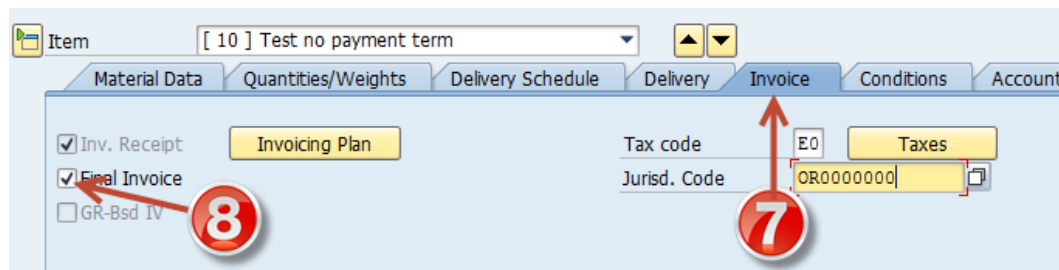 Item [ 10 ] Test no payment term
Material Data Quantities/Weights Delivery Schedule Delivery Invoice Conditions Account
Inv. Receipt Invoicing Plan Tax code E0 Taxes
Final Invoice Jurisd. Code OR0000000
GR-Bsd IV 8 7